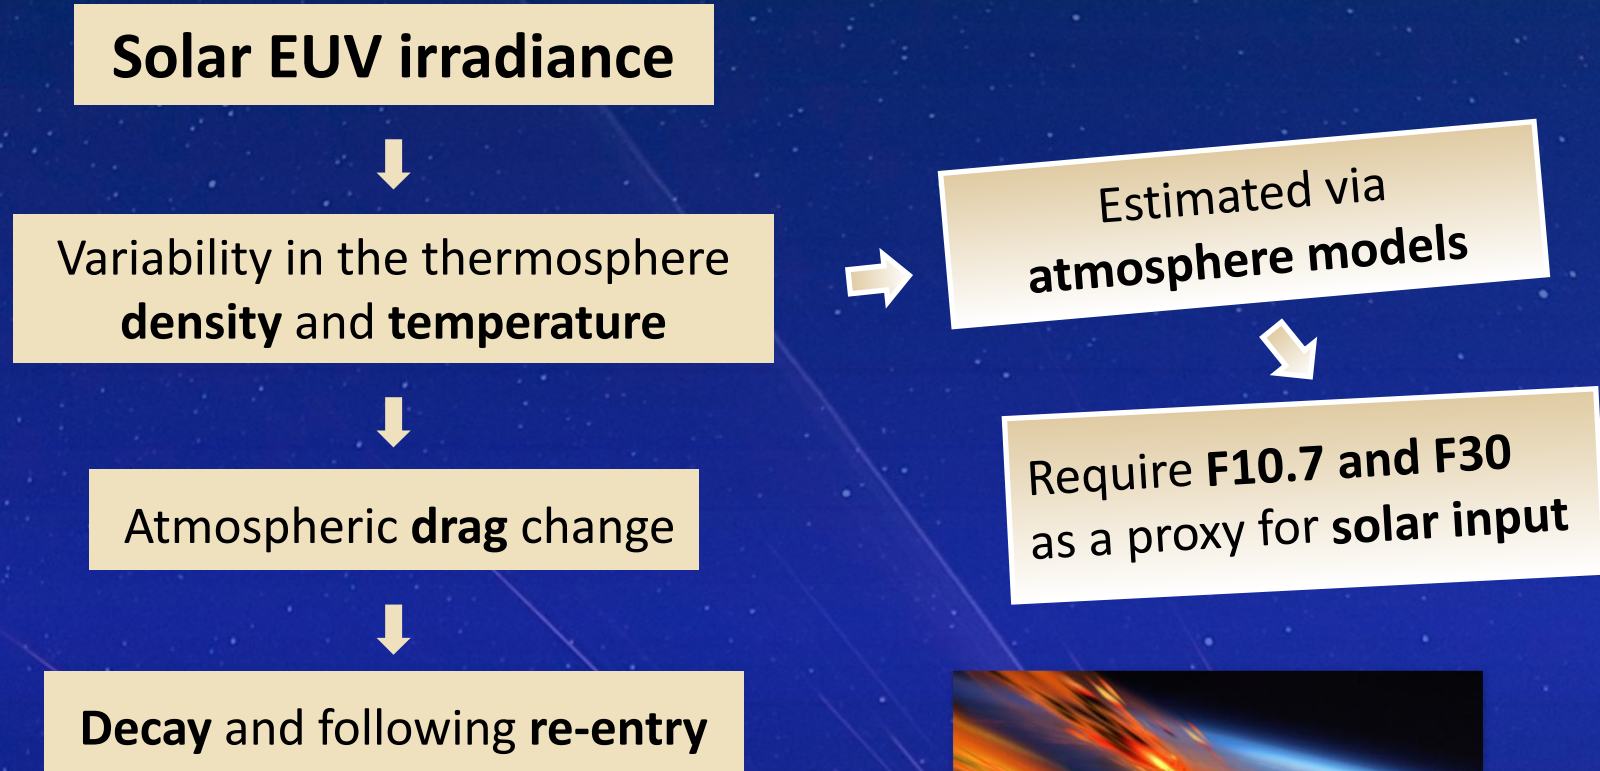 Solar EUV irradiance
Variability in the thermosphere
density and temperature
Estimated via
atmosphere models
Require F10.7 and F30
as a proxy for solar input
Atmospheric drag change
Decay and following re-entry